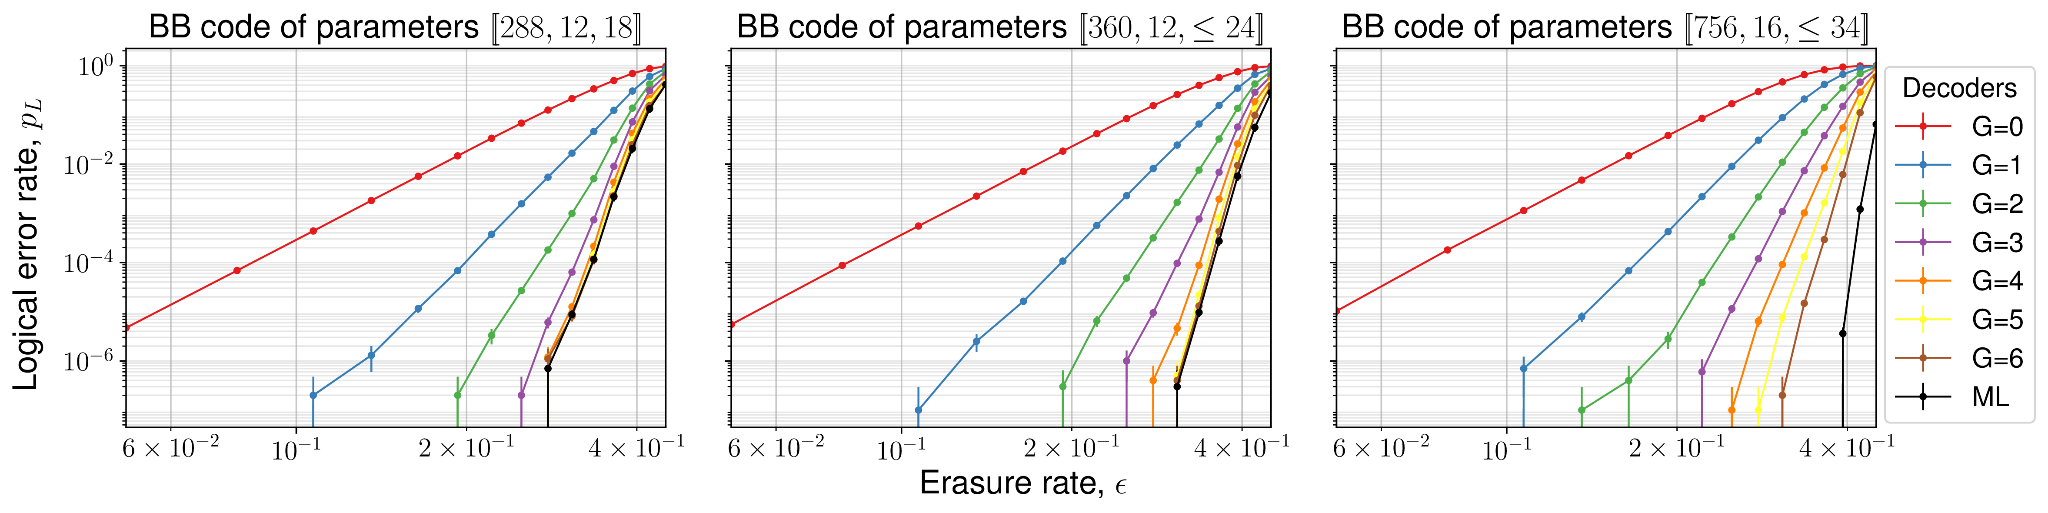 BB code of parameters ⟦288, 12, 18⟧
BB code of parameters ⟦360, 12, ≤ 24⟧
BB code of parameters ⟦756, 16, ≤ 34⟧
Logical error rate, p_L
10^0
10^−2
10^−4
10^−6
6 × 10^−2
10^−1
2 × 10^−1
4 × 10^−1
6 × 10^−2
10^−1
2 × 10^−1
4 × 10^−1
6 × 10^−2
10^−1
2 × 10^−1
4 × 10^−1
Erasure rate, ϵ
Decoders
G=0
G=1
G=2
G=3
G=4
G=5
G=6
ML